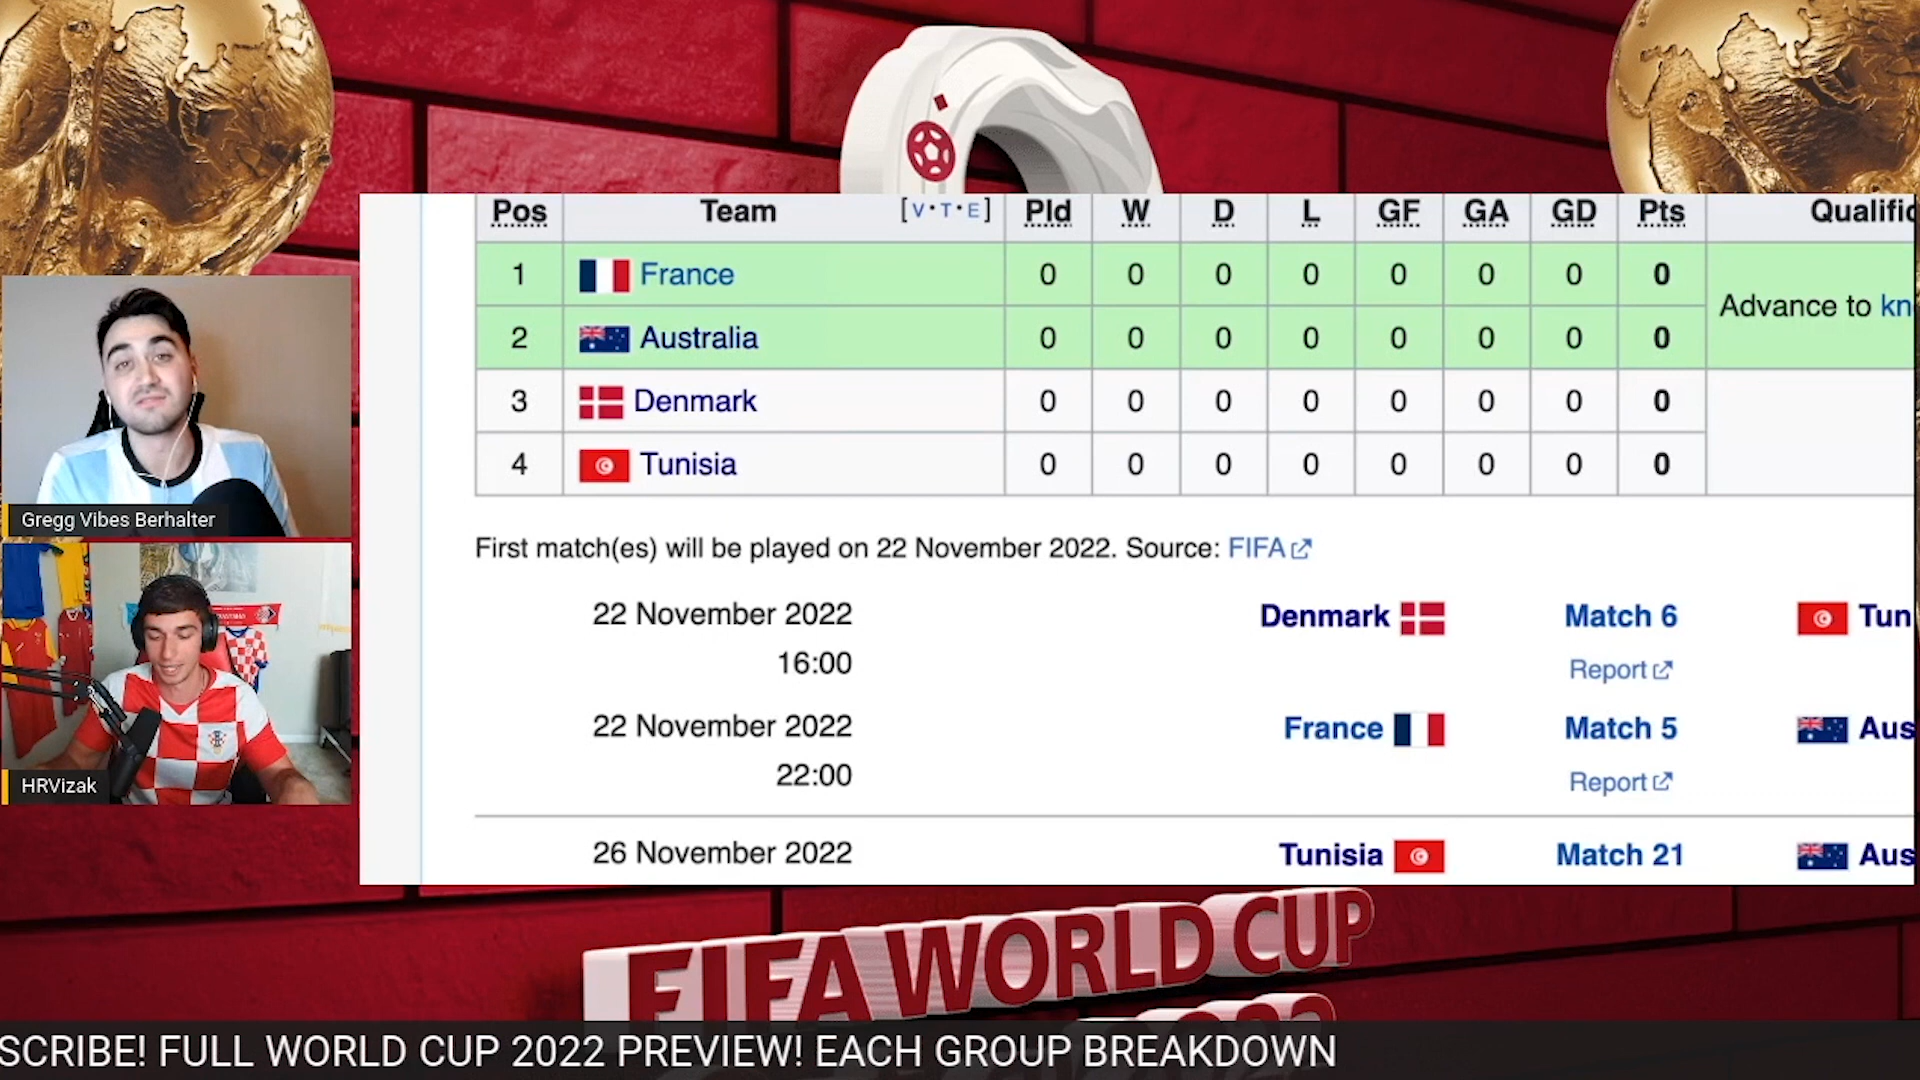 Pos Team [V·T·E] Pld W D L GF GA GD Pts
1 France 0 0 0 0 0 0 0 0
Advance to
2 Australia 0 0 0 0 0 0 0 0
3 Denmark 0 0 0 0 0 0 0 0
4 Tunisia 0 0 0 0 0 0 0 0
Gregg Vibes Berhalter
HRVizak
First match(es) will be played on 22 November 2022. Source: FIFA
22 November 2022 Denmark Match 6
16:00 Report
22 November 2022 France Match 5
22:00 Report
26 November 2022 Tunisia Match 21
FIFA WORLD CUP
SCRIBE! FULL WORLD CUP 2022 PREVIEW! EACH GROUP BREAKDOWN